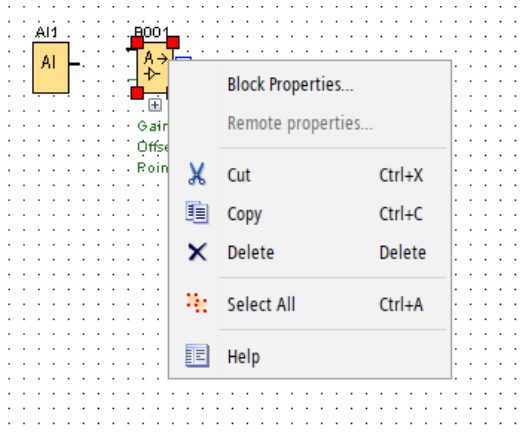 AI1
B001
AI
A→
Block Properties...
Remote properties...
Gain
Offse
Poin
Cut Ctrl+X
Copy Ctrl+C
Delete Delete
Select All Ctrl+A
Help